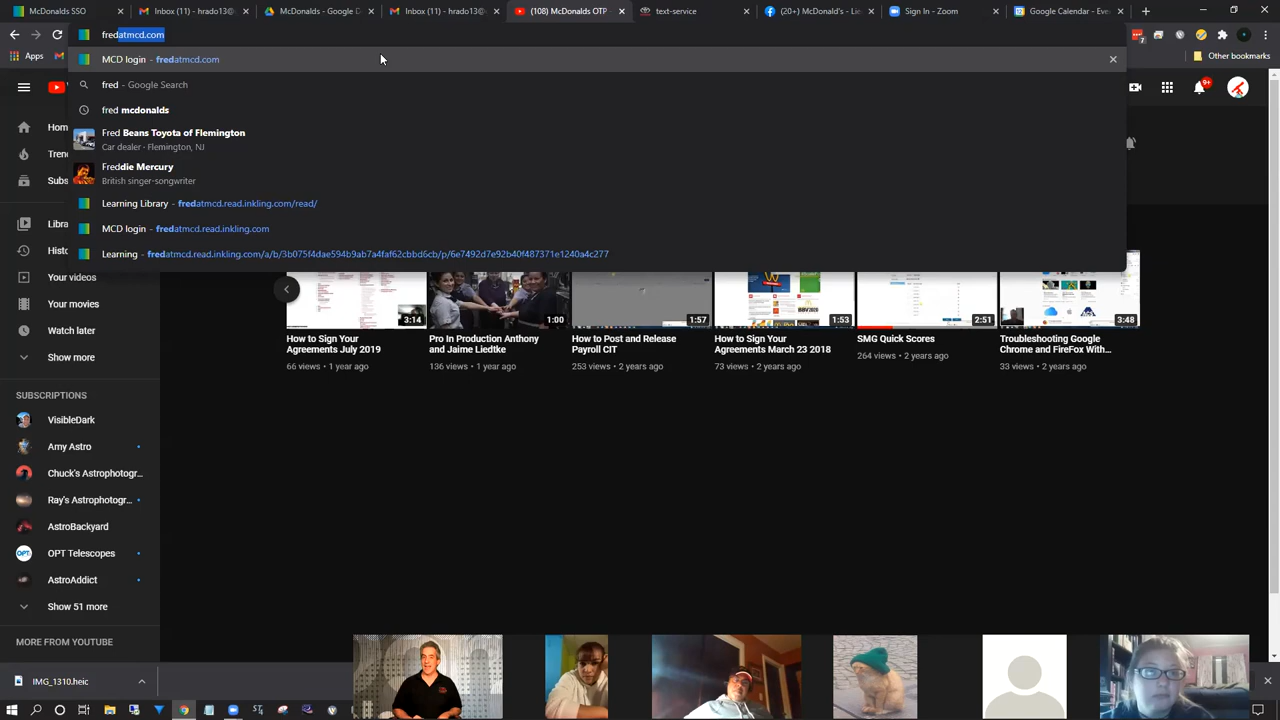 McDonalds SSO
Inbox (11) - hrado13@
McDonalds - Google D
Inbox (11) - hrado13@
(108) McDonalds OTP -
text-service
(20+) McDonald's - Lie
Sign In - Zoom
Google Calendar - Eve
fredatmcd.com
7
Apps
Other bookmarks
MCD login - fredatmcd.com
fred - Google Search
fred mcdonalds
Fred Beans Toyota of Flemington
Car dealer · Flemington, NJ
Freddie Mercury
British singer-songwriter
Learning Library - fredatmcd.read.inkling.com/read/
MCD login - fredatmcd.read.inkling.com
Learning - fredatmcd.read.inkling.com/a/b/3b075f4dae594b9ab7a4faf62cbbd6cb/p/6e7492d7e92b40f487371e1240a4c277
9+
Hom
Trend
Subs
Libra
Histo
Your videos
Your movies
Watch later
Show more
3:14
1:00
1:57
1:53
2:51
3:48
How to Sign Your
Agreements July 2019
66 views • 1 year ago
Pro In Production Anthony
and Jaime Liedtke
136 views • 1 year ago
How to Post and Release
Payroll CIT
253 views • 2 years ago
How to Sign Your
Agreements March 23 2018
73 views • 2 years ago
SMG Quick Scores
264 views • 2 years ago
Troubleshooting Google
Chrome and FireFox With...
33 views • 2 years ago
SUBSCRIPTIONS
VisibleDark
Amy Astro
Chuck's Astrophotogr...
Ray's Astrophotogr...
AstroBackyard
OPT Telescopes
AstroAddict
Show 51 more
MORE FROM YOUTUBE
IMG_1310.heic